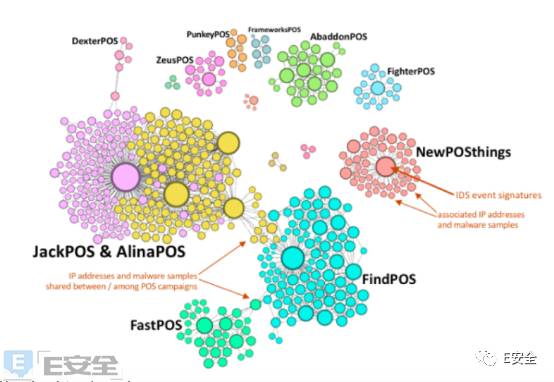 DexterPOS
PunkeyPOS
FrameworksPOS
AbaddonPOS
ZeusPOS
FighterPOS
NewPOSthings
IDS event signatures
associated IP addresses
and malware samples
JackPOS & AlinaPOS
IP addresses and malware samples
shared between / among POS campaigns
FindPOS
FastPOS
E安全
E安全